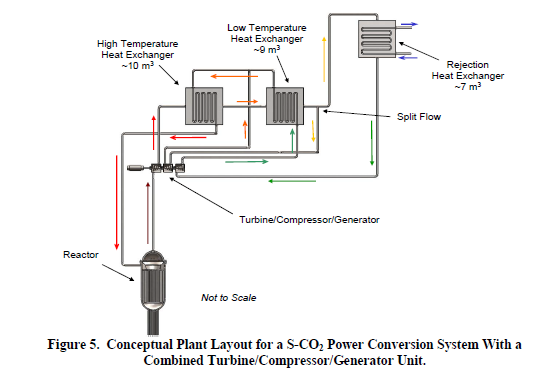 Low Temperature
Heat Exchanger
~9 m³
High Temperature
Heat Exchanger
~10 m³
Rejection
Heat Exchanger
~7 m³
Split Flow
Turbine/Compressor/Generator
Reactor
Not to Scale
Figure 5. Conceptual Plant Layout for a S-CO₂ Power Conversion System With a
Combined Turbine/Compressor/Generator Unit.